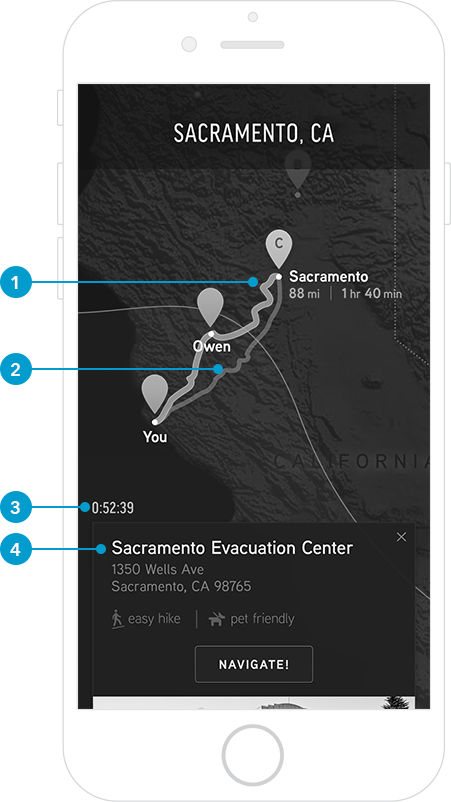 SACRAMENTO, CA
C
1
Sacramento
88 mi | 1 hr 40 min
Owen
2
You
CALIFORNIA
3
0:52:39
4
Sacramento Evacuation Center
1350 Wells Ave
Sacramento, CA 98765
easy hike | pet friendly
NAVIGATE!